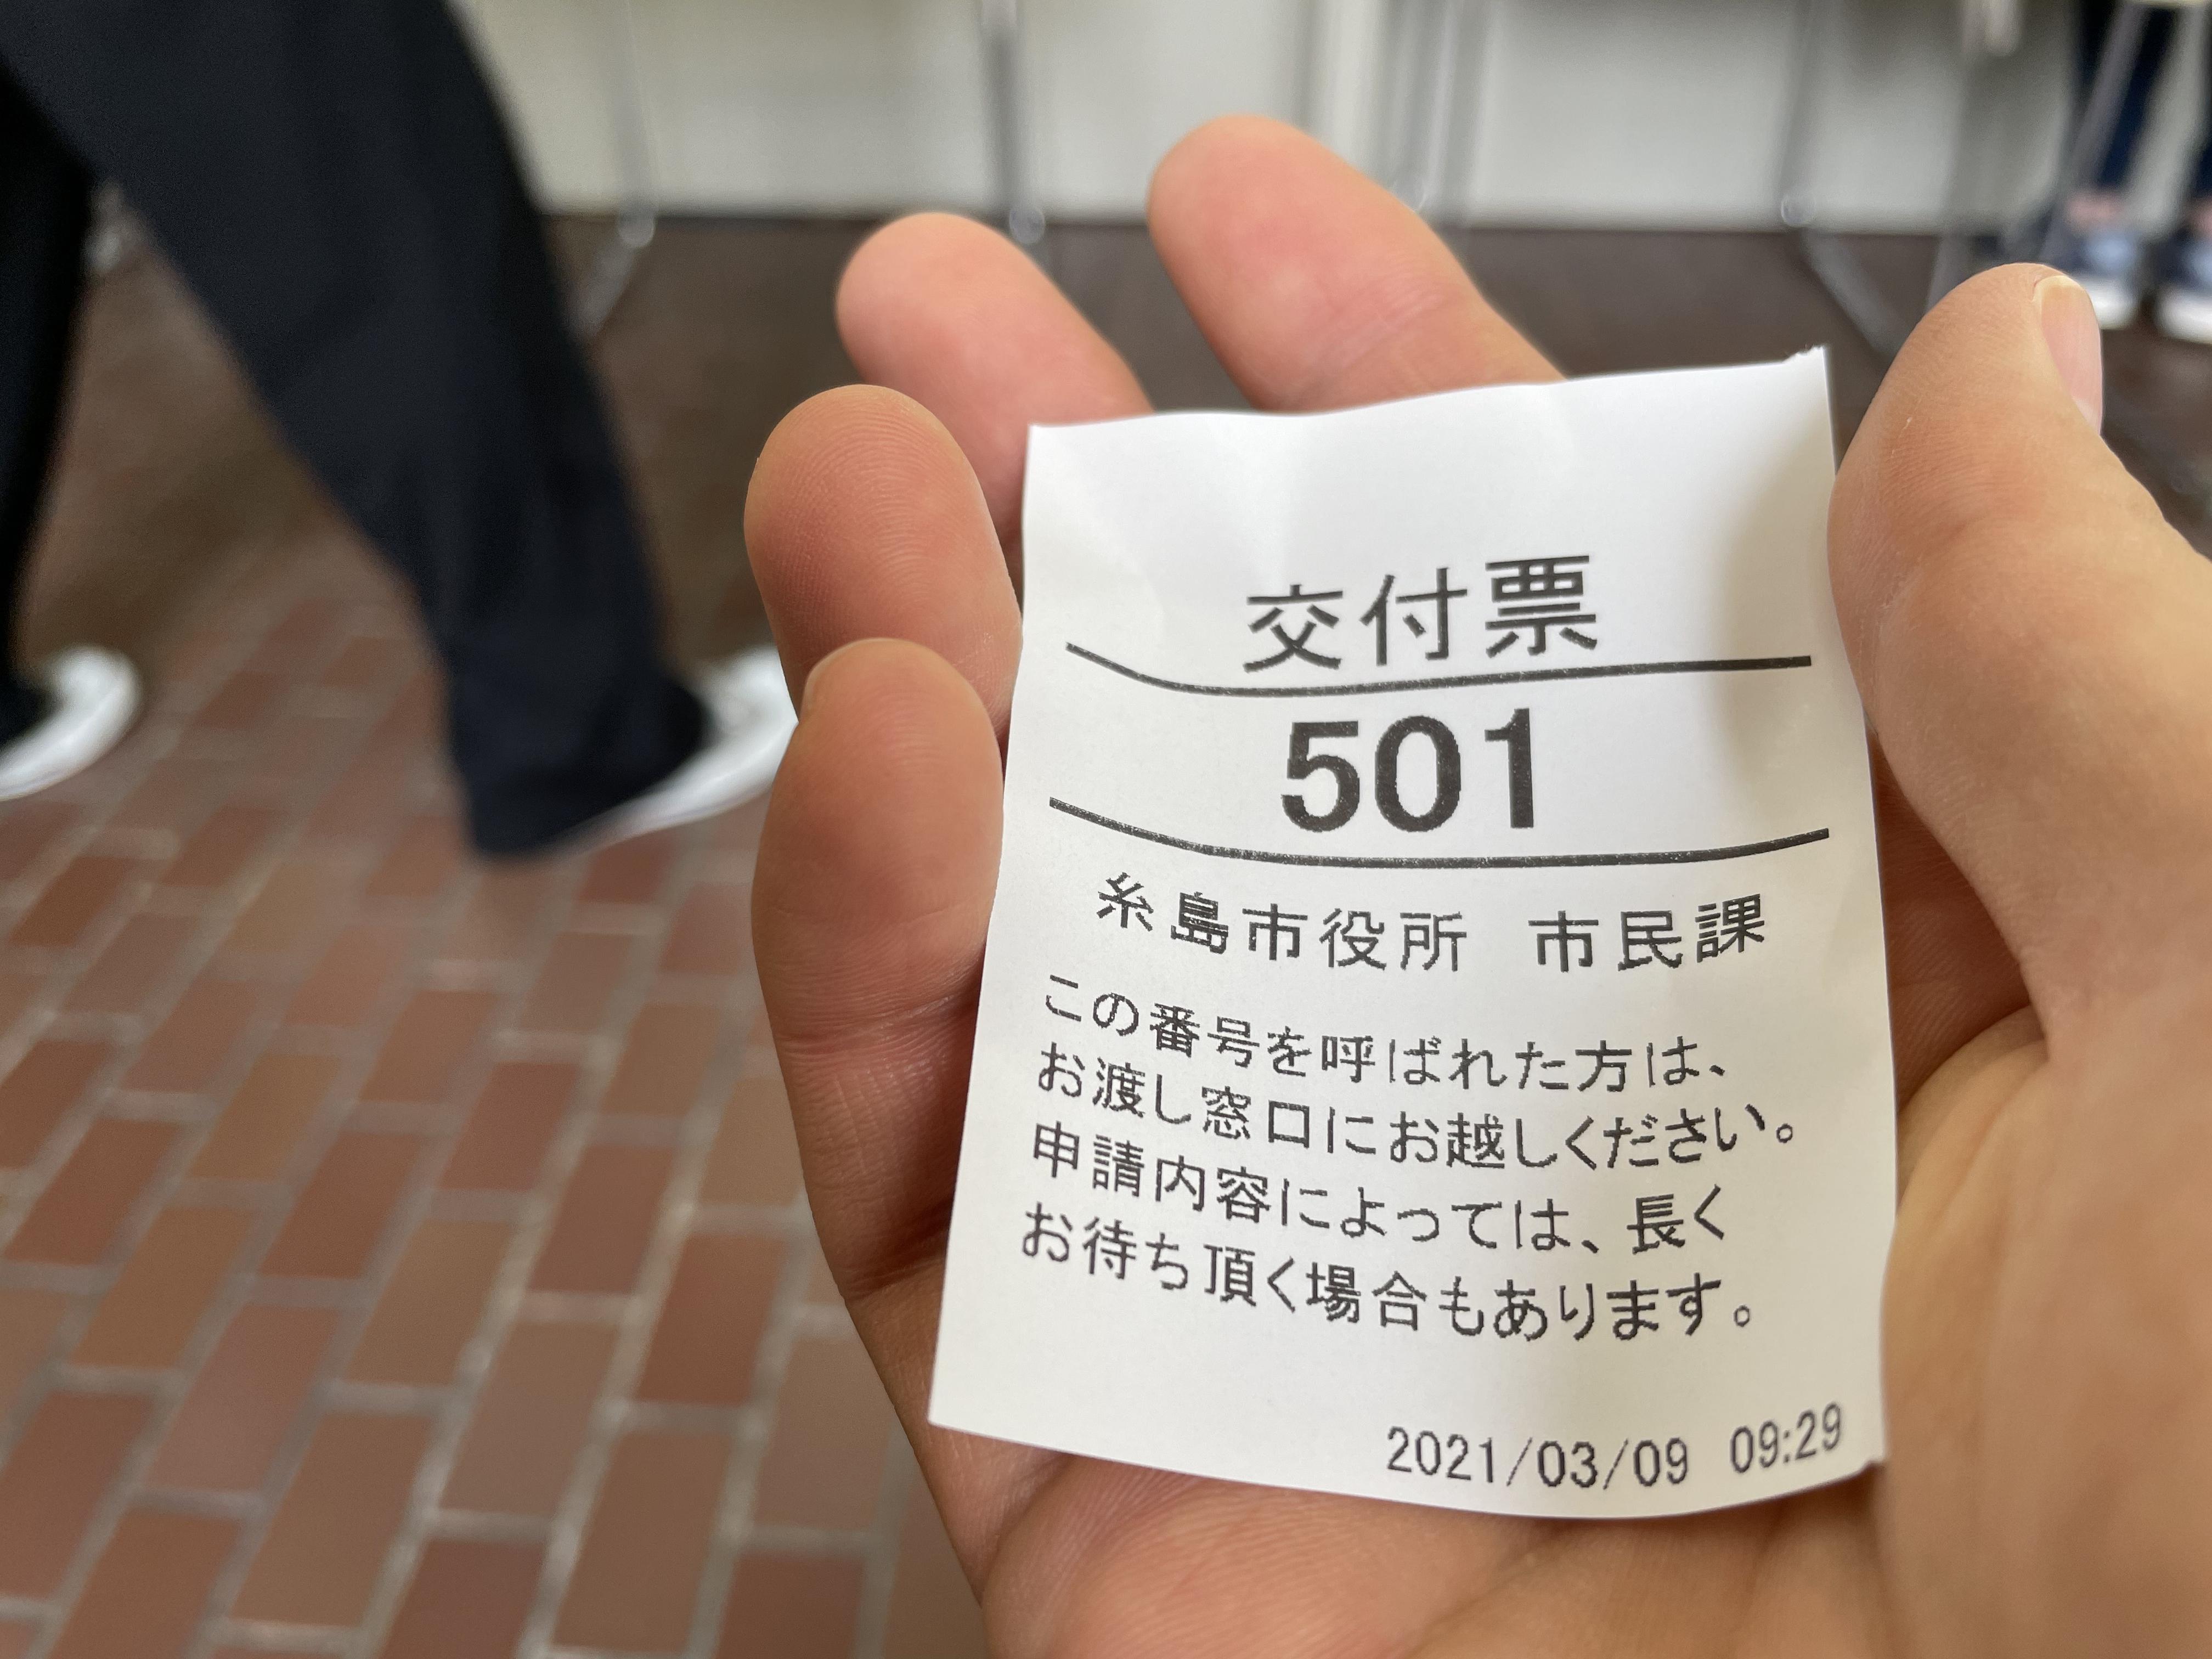 交付票
501
糸島市役所　市民課
この番号を呼ばれた方は、
お渡し窓口にお越しください。
申請内容によっては、長く
お待ち頂く場合もあります。
2021/03/09 09:29